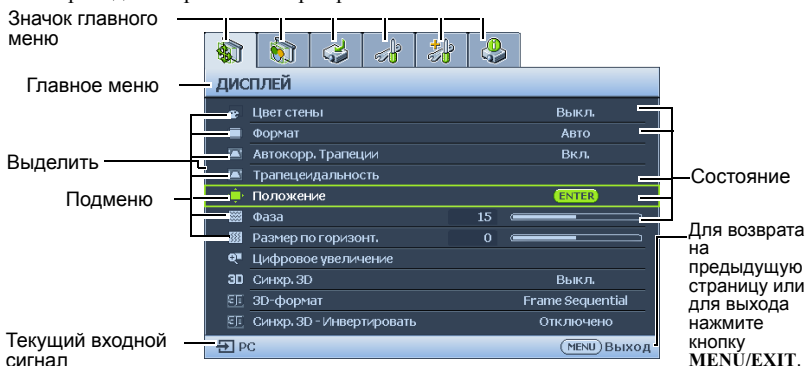 Значок главного
меню
Главное меню
ДИСПЛЕЙ
Цвет стены Выкл.
Формат Авто
Автокорр. Трапеции Вкл.
Выделить
Трапецеидальность
Состояние
Подменю
Положение ENTER
Фаза 15
Размер по горизонт. 0
Цифровое увеличение
3D Синхр. 3D Выкл.
3D-формат Frame Sequential
Синхр. 3D - Инвертировать Отключено
Для возврата
на
предыдущую
страницу или
для выхода
нажмите
кнопку
MENU/EXIT.
Текущий входной
сигнал
PC MENU Выход